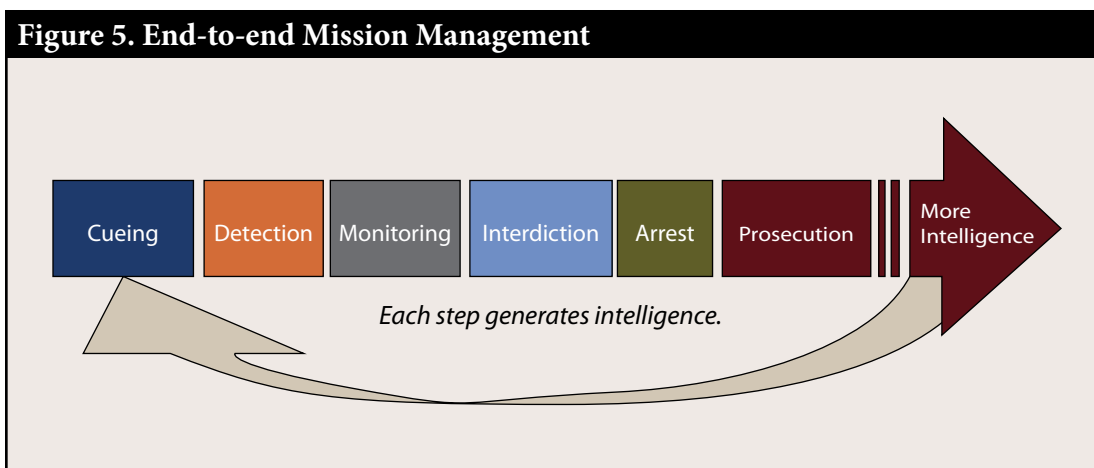 Figure 5. End-to-end Mission Management
Cueing
Detection
Monitoring
Interdiction
Arrest
Prosecution
More
Intelligence
Each step generates intelligence.